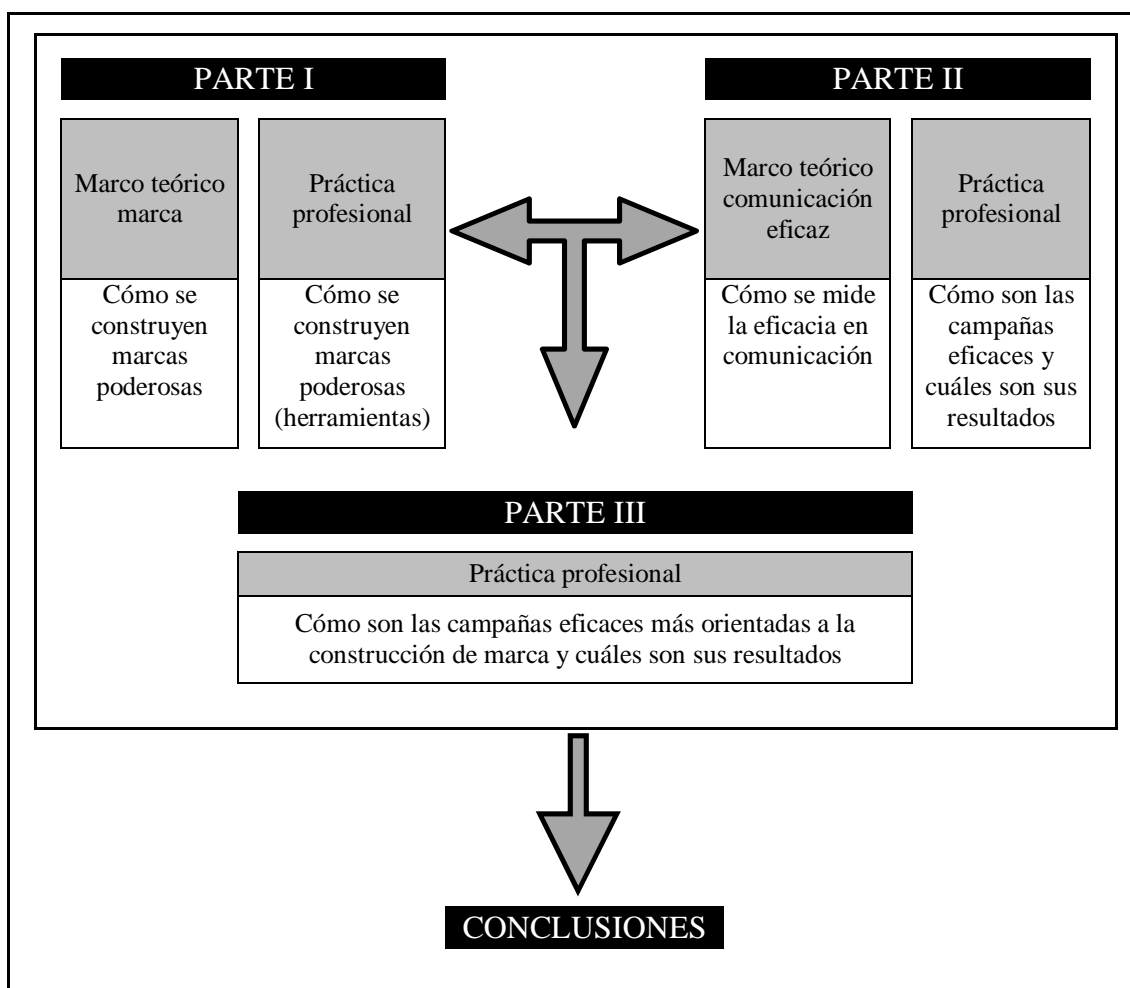 PARTE I
Marco teórico
marca
Cómo se
construyen
marcas
poderosas
Práctica
profesional
Cómo se
construyen
marcas
poderosas
(herramientas)
PARTE II
Marco teórico
comunicación
eficaz
Cómo se mide
la eficacia en
comunicación
Práctica
profesional
Cómo son las
campañas
eficaces y
cuáles son sus
resultados
PARTE III
Práctica profesional
Cómo son las campañas eficaces más orientadas a la
construcción de marca y cuáles son sus resultados
CONCLUSIONES